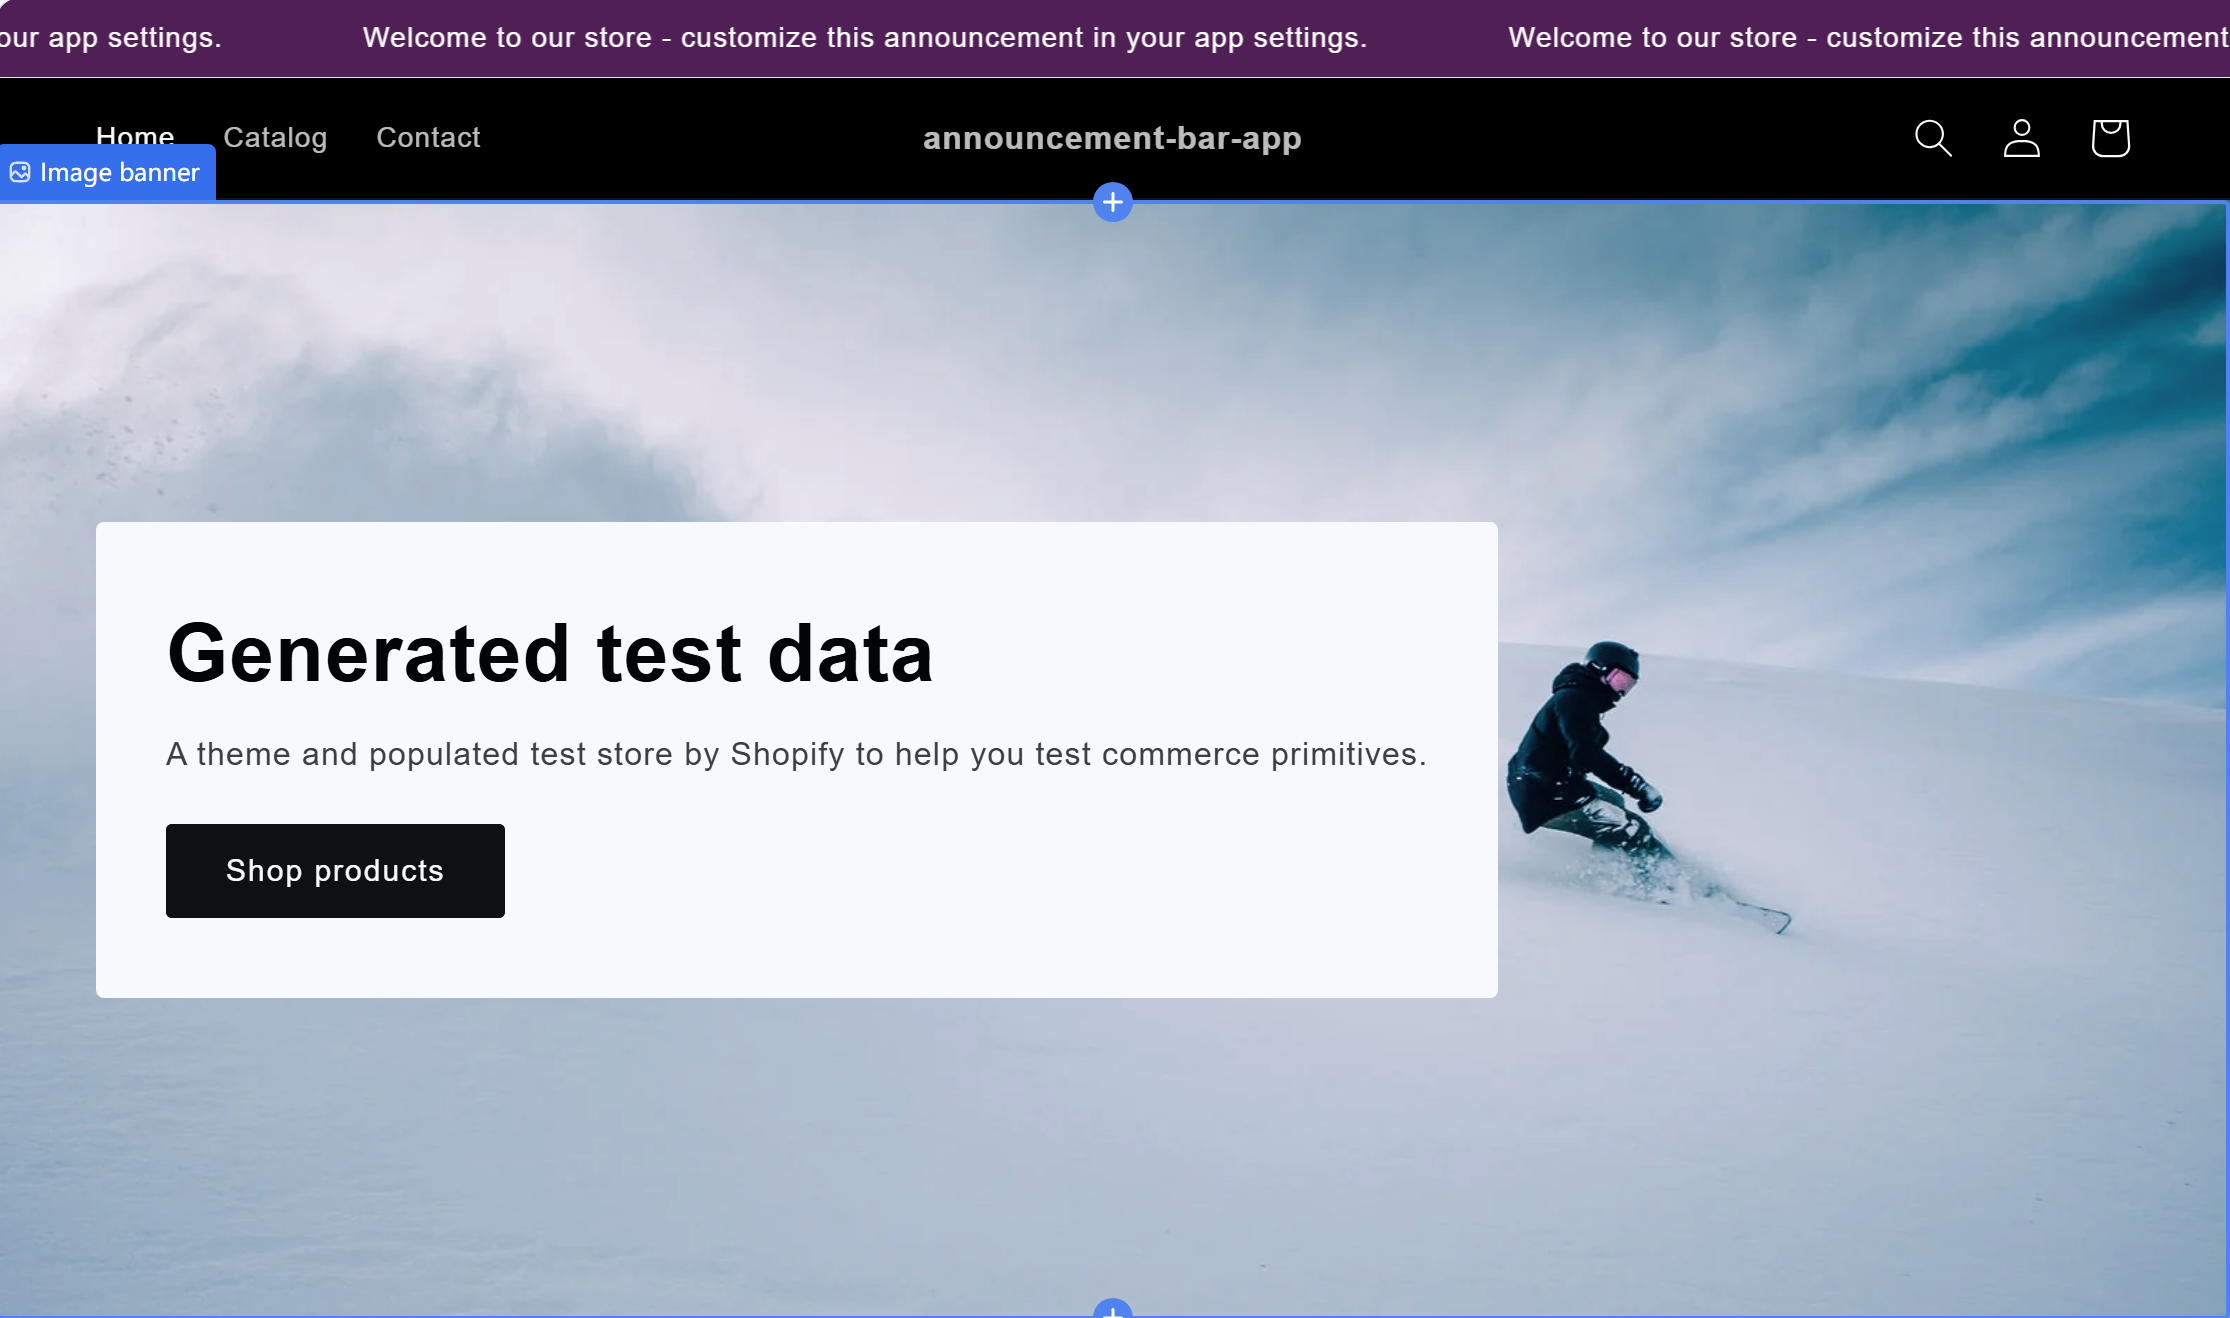 our app settings. Welcome to our store - customize this announcement in your app settings. Welcome to our store - customize this announcement
Home Catalog Contact announcement-bar-app
Image banner
Generated test data
A theme and populated test store by Shopify to help you test commerce primitives.
Shop products